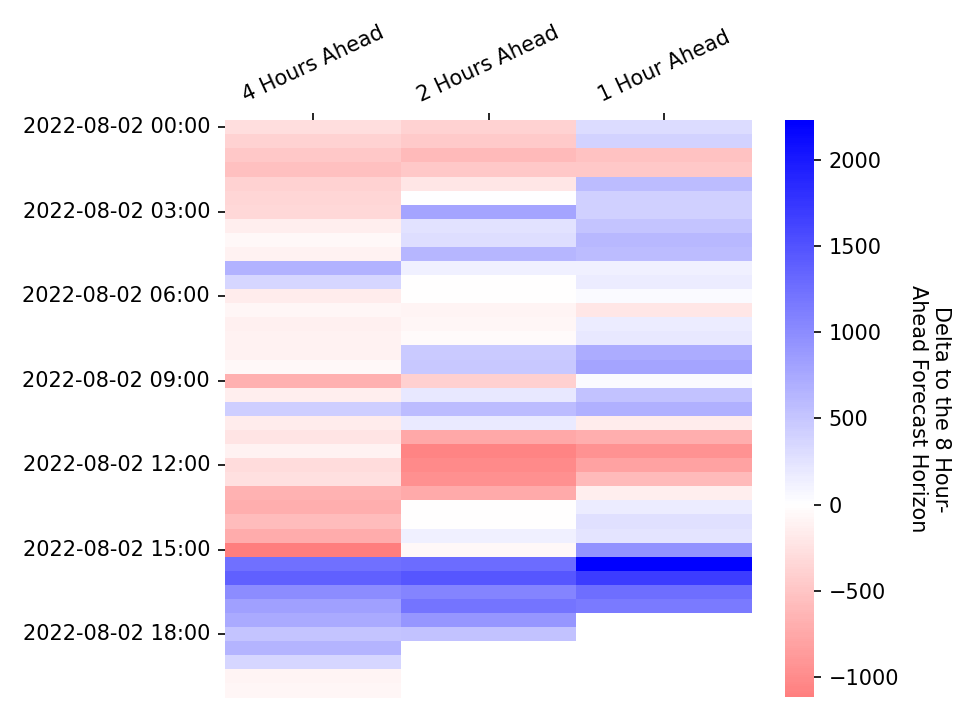 4 Hours Ahead
2 Hours Ahead
1 Hour Ahead
2022-08-02 00:00
2022-08-02 03:00
2022-08-02 06:00
2022-08-02 09:00
2022-08-02 12:00
2022-08-02 15:00
2022-08-02 18:00
2000
1500
1000
500
0
−500
−1000
Delta to the 8 Hour-
Ahead Forecast Horizon